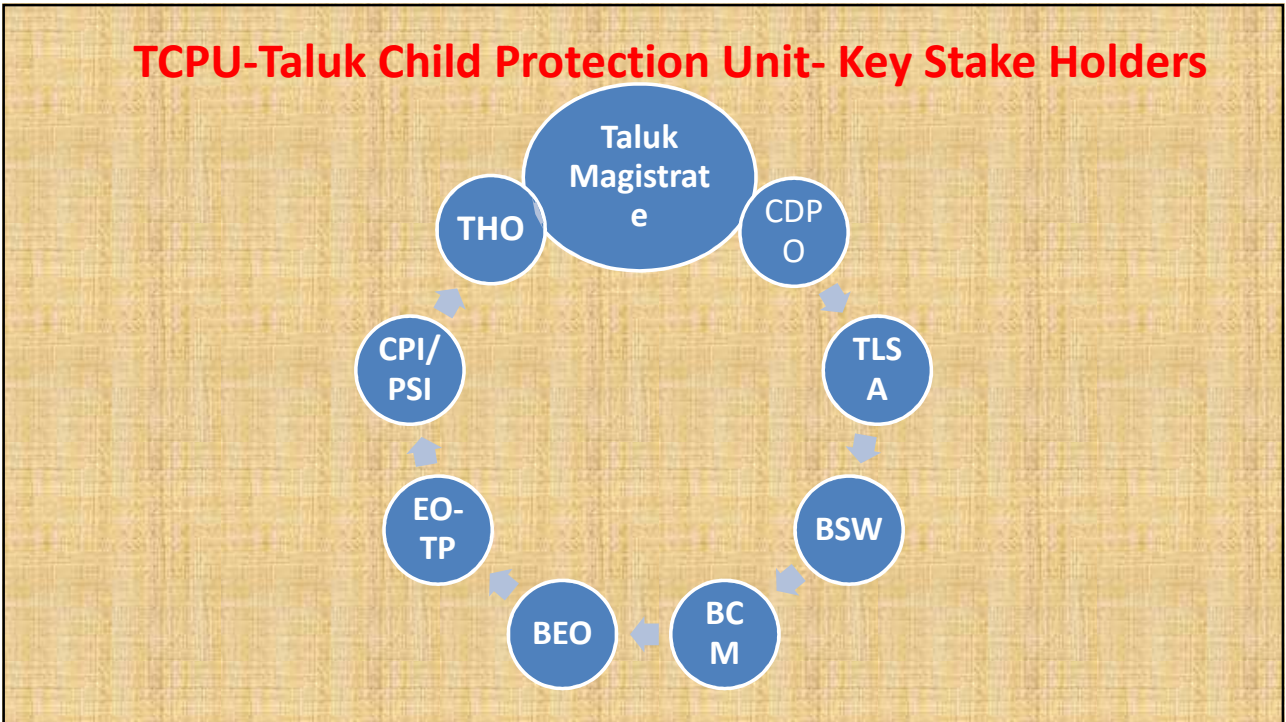 TCPU-Taluk Child Protection Unit- Key Stake Holders
Taluk
Magistrat
e
CDP
O
TLS
A
BSW
BC
M
BEO
EO-
TP
CPI/
PSI
THO